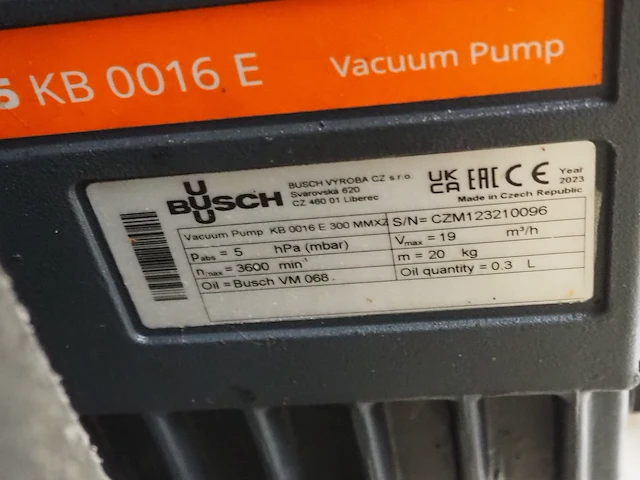 KB 0016 E Vacuum Pump
BUSCH
BUSCH VÝROBA CZ s.r.o.
Svarovska 620
CZ 460 01 Liberec
UK CA EAC CE Year 2023
Made in Czech Republic
Vacuum Pump KB 0016 E 300 MMXZ S/N= CZM123210096
Pabs = 5 hPa (mbar) Vmax = 19 m³/h
nmax = 3600 min⁻¹ m = 20 kg
Oil = Busch VM 068 Oil quantity = 0.3 L